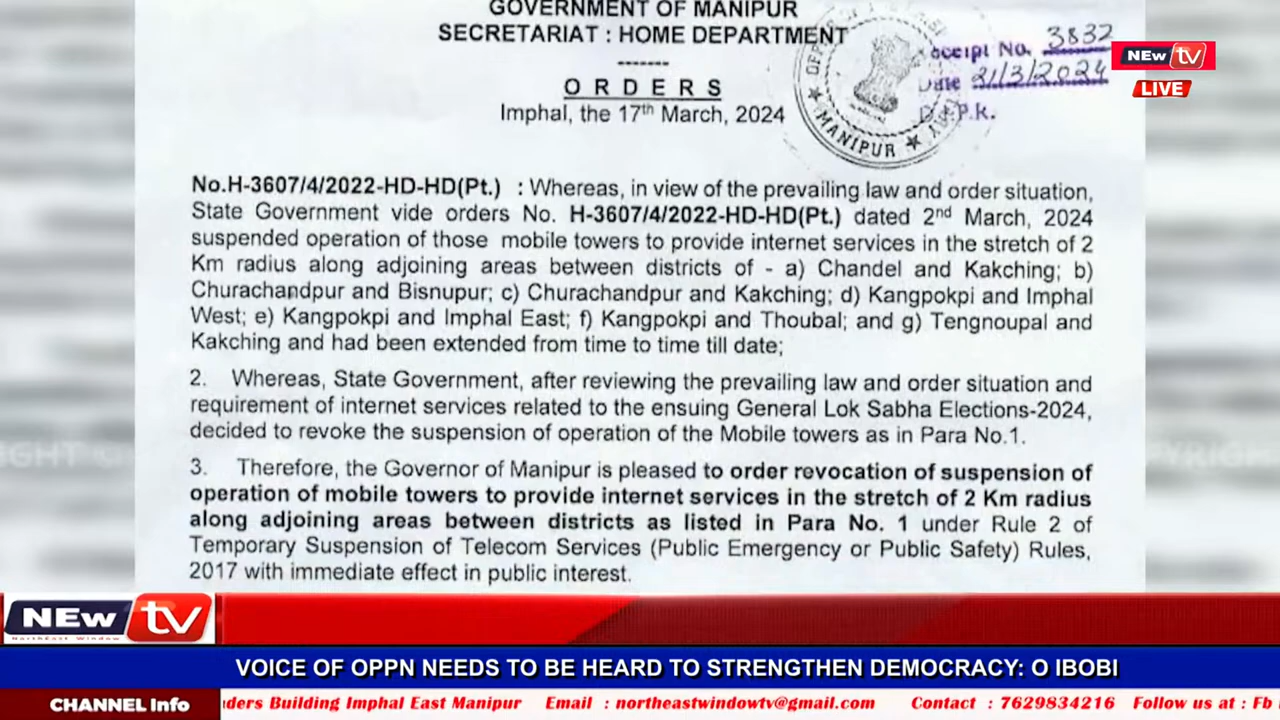 GOVERNMENT OF MANIPUR
SECRETARIAT : HOME DEPARTMENT
-------
ORDERS
Imphal, the 17th March, 2024
Receipt No. 3832
Date 21/3/2024
D.I.P.R.
MANIPUR
NEw tv
LIVE
No.H-3607/4/2022-HD-HD(Pt.) : Whereas, in view of the prevailing law and order situation,
State Government vide orders No. H-3607/4/2022-HD-HD(Pt.) dated 2nd March, 2024
suspended operation of those mobile towers to provide internet services in the stretch of 2
Km radius along adjoining areas between districts of - a) Chandel and Kakching; b)
Churachandpur and Bisnupur; c) Churachandpur and Kakching; d) Kangpokpi and Imphal
West; e) Kangpokpi and Imphal East; f) Kangpokpi and Thoubal; and g) Tengnoupal and
Kakching and had been extended from time to time till date;
2. Whereas, State Government, after reviewing the prevailing law and order situation and
requirement of internet services related to the ensuing General Lok Sabha Elections-2024,
decided to revoke the suspension of operation of the Mobile towers as in Para No.1.
3. Therefore, the Governor of Manipur is pleased to order revocation of suspension of
operation of mobile towers to provide internet services in the stretch of 2 Km radius
along adjoining areas between districts as listed in Para No. 1 under Rule 2 of
Temporary Suspension of Telecom Services (Public Emergency or Public Safety) Rules,
2017 with immediate effect in public interest.
NEw tv
NorthEast Window
VOICE OF OPPN NEEDS TO BE HEARD TO STRENGTHEN DEMOCRACY: O IBOBI
CHANNEL Info
Building Imphal East Manipur Email : northeastwindowtv@gmail.com Contact : 7629834216 Follow us at : Fb